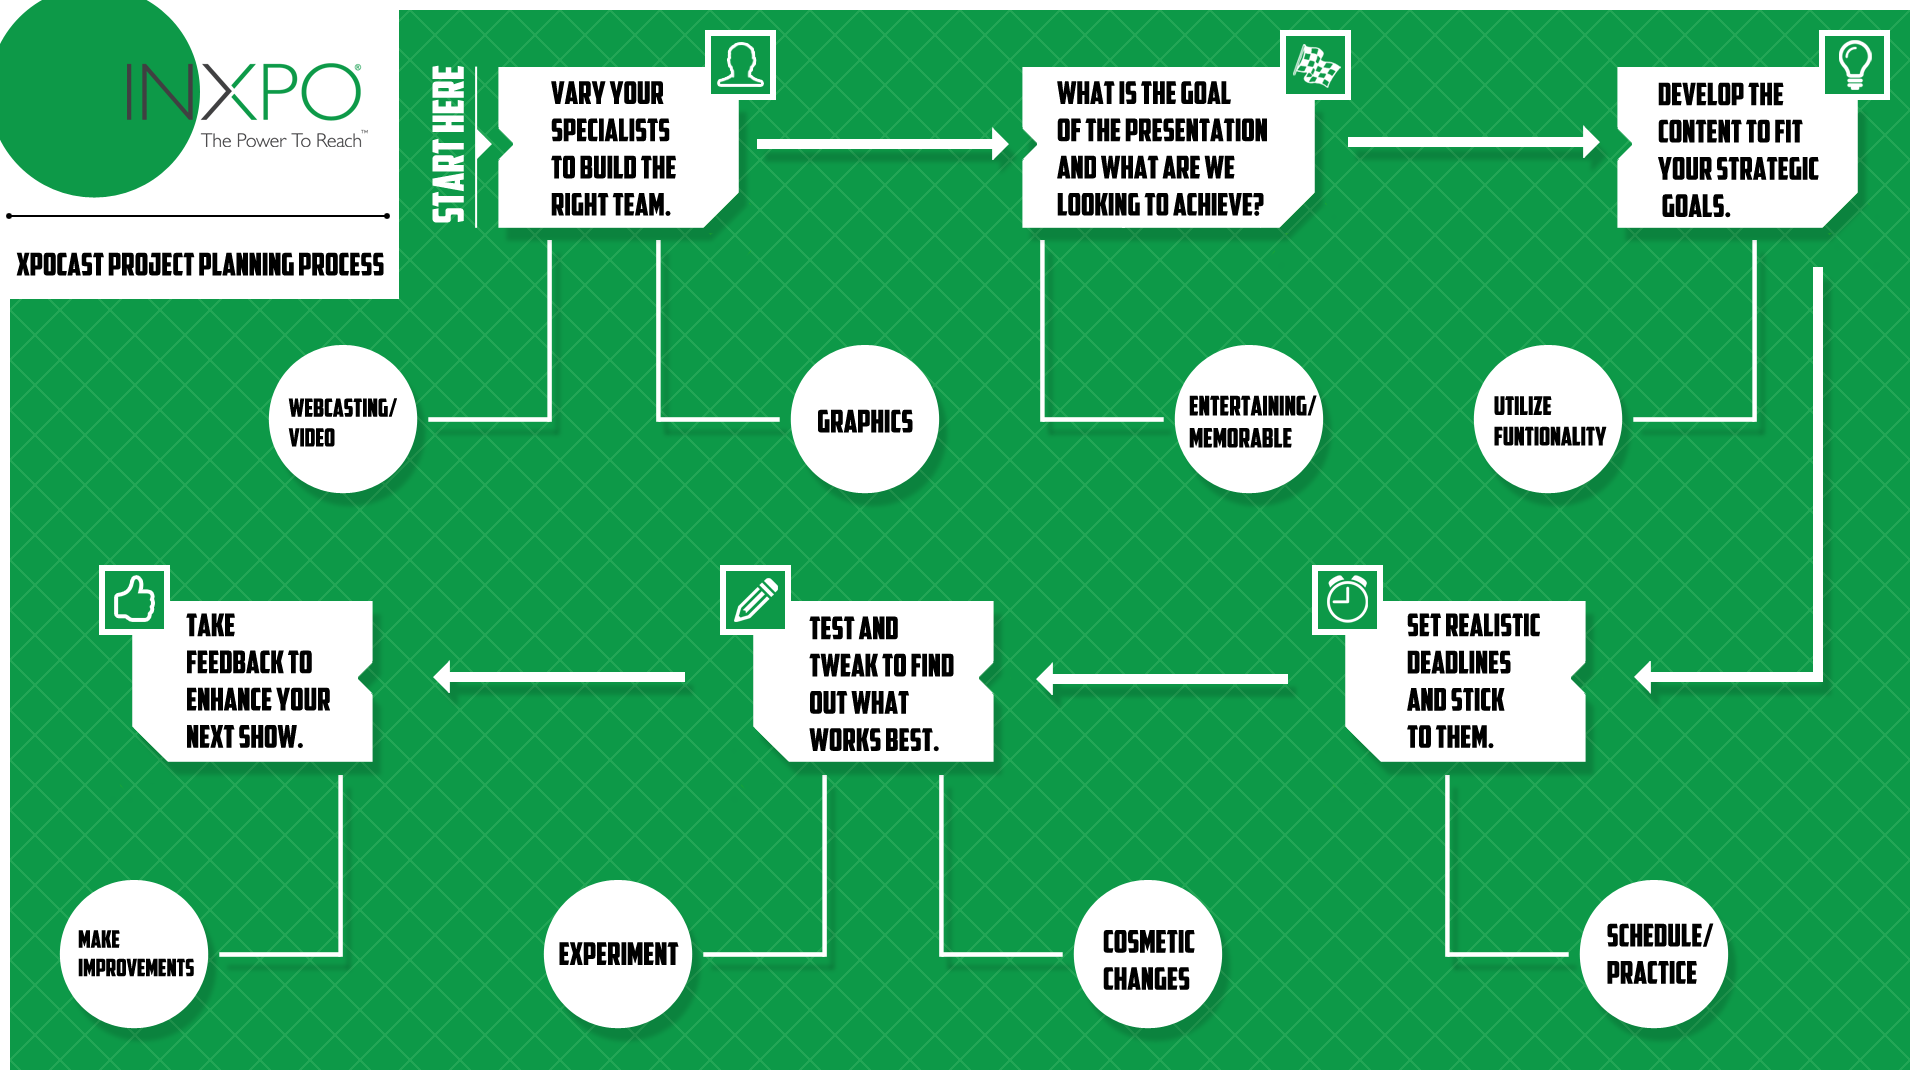 INXPO®
The Power To Reach™
XPOCAST PROJECT PLANNING PROCESS
START HERE
VARY YOUR
SPECIALISTS
TO BUILD THE
RIGHT TEAM.
WHAT IS THE GOAL
OF THE PRESENTATION
AND WHAT ARE WE
LOOKING TO ACHIEVE?
DEVELOP THE
CONTENT TO FIT
YOUR STRATEGIC
GOALS.
WEBCASTING/
VIDEO
GRAPHICS
ENTERTAINING/
MEMORABLE
UTILIZE
FUNTIONALITY
SET REALISTIC
DEADLINES
AND STICK
TO THEM.
TEST AND
TWEAK TO FIND
OUT WHAT
WORKS BEST.
TAKE
FEEDBACK TO
ENHANCE YOUR
NEXT SHOW.
SCHEDULE/
PRACTICE
COSMETIC
CHANGES
EXPERIMENT
MAKE
IMPROVEMENTS